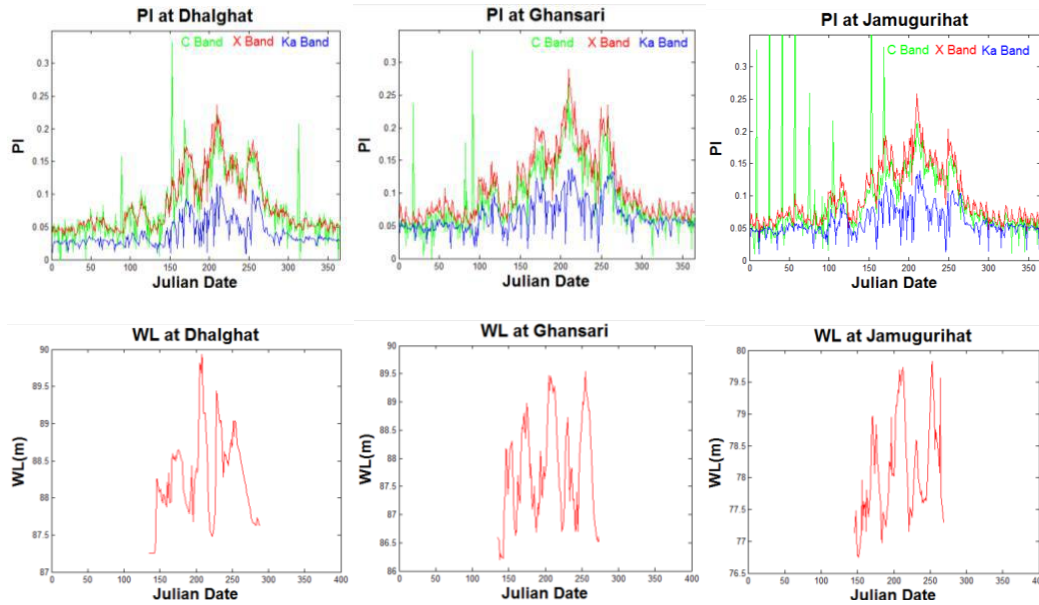 PI at Dhalghat
C Band X Band Ka Band
PI
0.3
0.25
0.2
0.15
0.1
0.05
0
0 50 100 150 200 250 300 350
Julian Date
PI at Ghansari
C Band X Band Ka Band
PI
0.35
0.3
0.25
0.2
0.15
0.1
0.05
0
0 50 100 150 200 250 300 350
Julian Date
PI at Jamugurihat
C Band X Band Ka Band
PI
0.35
0.3
0.25
0.2
0.15
0.1
0.05
0
0 50 100 150 200 250 300 350
Julian Date
WL at Dhalghat
WL(m)
90
89.5
89
88.5
88
87.5
87
0 50 100 150 200 250 300 350 400
Julian Date
WL at Ghansari
WL(m)
90
89.5
89
88.5
88
87.5
87
86.5
86
0 50 100 150 200 250 300 350 400
Julian Date
WL at Jamugurihat
WL(m)
80
79.5
79
78.5
78
77.5
77
76.5
0 50 100 150 200 250 300 350 400
Julian Date